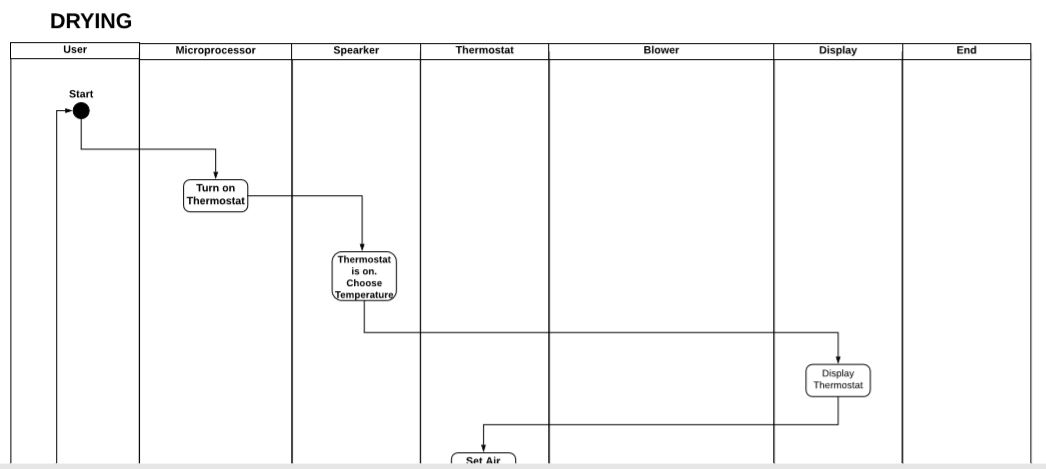 DRYING
User
Microprocessor
Spearker
Thermostat
Blower
Display
End
Start
Turn on
Thermostat
Thermostat
is on.
Choose
Temperature
Display
Thermostat
Set Air